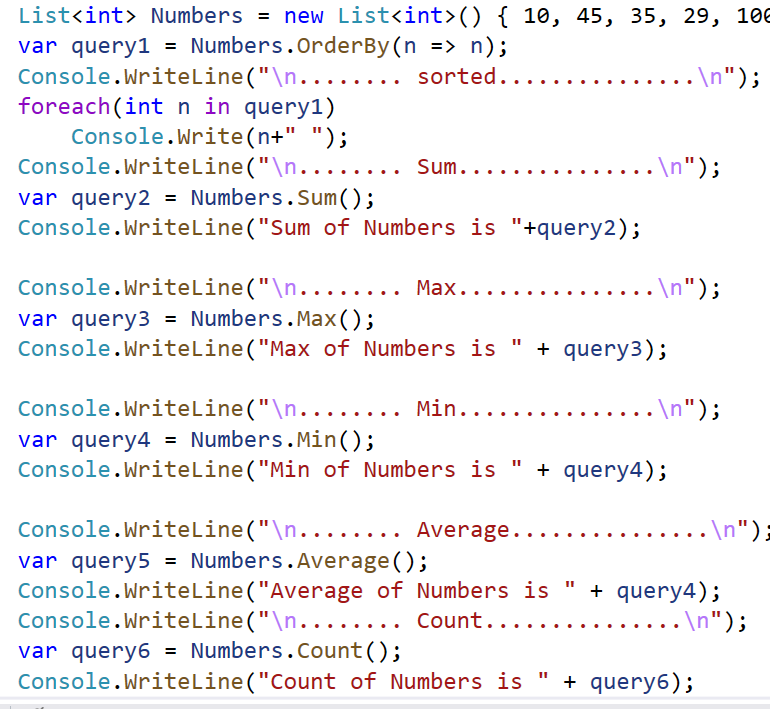 List<int> Numbers = new List<int>() { 10, 45, 35, 29, 100
var query1 = Numbers.OrderBy(n => n);
Console.WriteLine("\n........ sorted...............\n");
foreach(int n in query1)
    Console.Write(n+" ");
Console.WriteLine("\n........ Sum...............\n");
var query2 = Numbers.Sum();
Console.WriteLine("Sum of Numbers is "+query2);

Console.WriteLine("\n........ Max...............\n");
var query3 = Numbers.Max();
Console.WriteLine("Max of Numbers is " + query3);

Console.WriteLine("\n........ Min...............\n");
var query4 = Numbers.Min();
Console.WriteLine("Min of Numbers is " + query4);

Console.WriteLine("\n........ Average...............\n");
var query5 = Numbers.Average();
Console.WriteLine("Average of Numbers is " + query4);
Console.WriteLine("\n........ Count...............\n");
var query6 = Numbers.Count();
Console.WriteLine("Count of Numbers is " + query6);